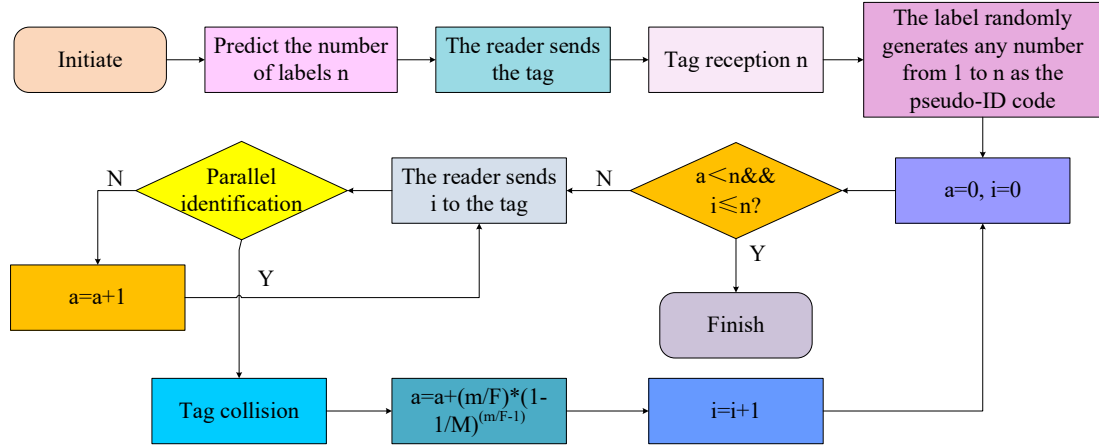 Initiate
Predict the number
of labels n
The reader sends
the tag
Tag reception n
The label randomly
generates any number
from 1 to n as the
pseudo-ID code
N
Parallel
identification
The reader sends
i to the tag
N
a<n&&
i≤n?
a=0, i=0
Y
Y
a=a+1
Finish
Tag collision
a=a+(m/F)*(1-
1/M)^(m/F-1)
i=i+1